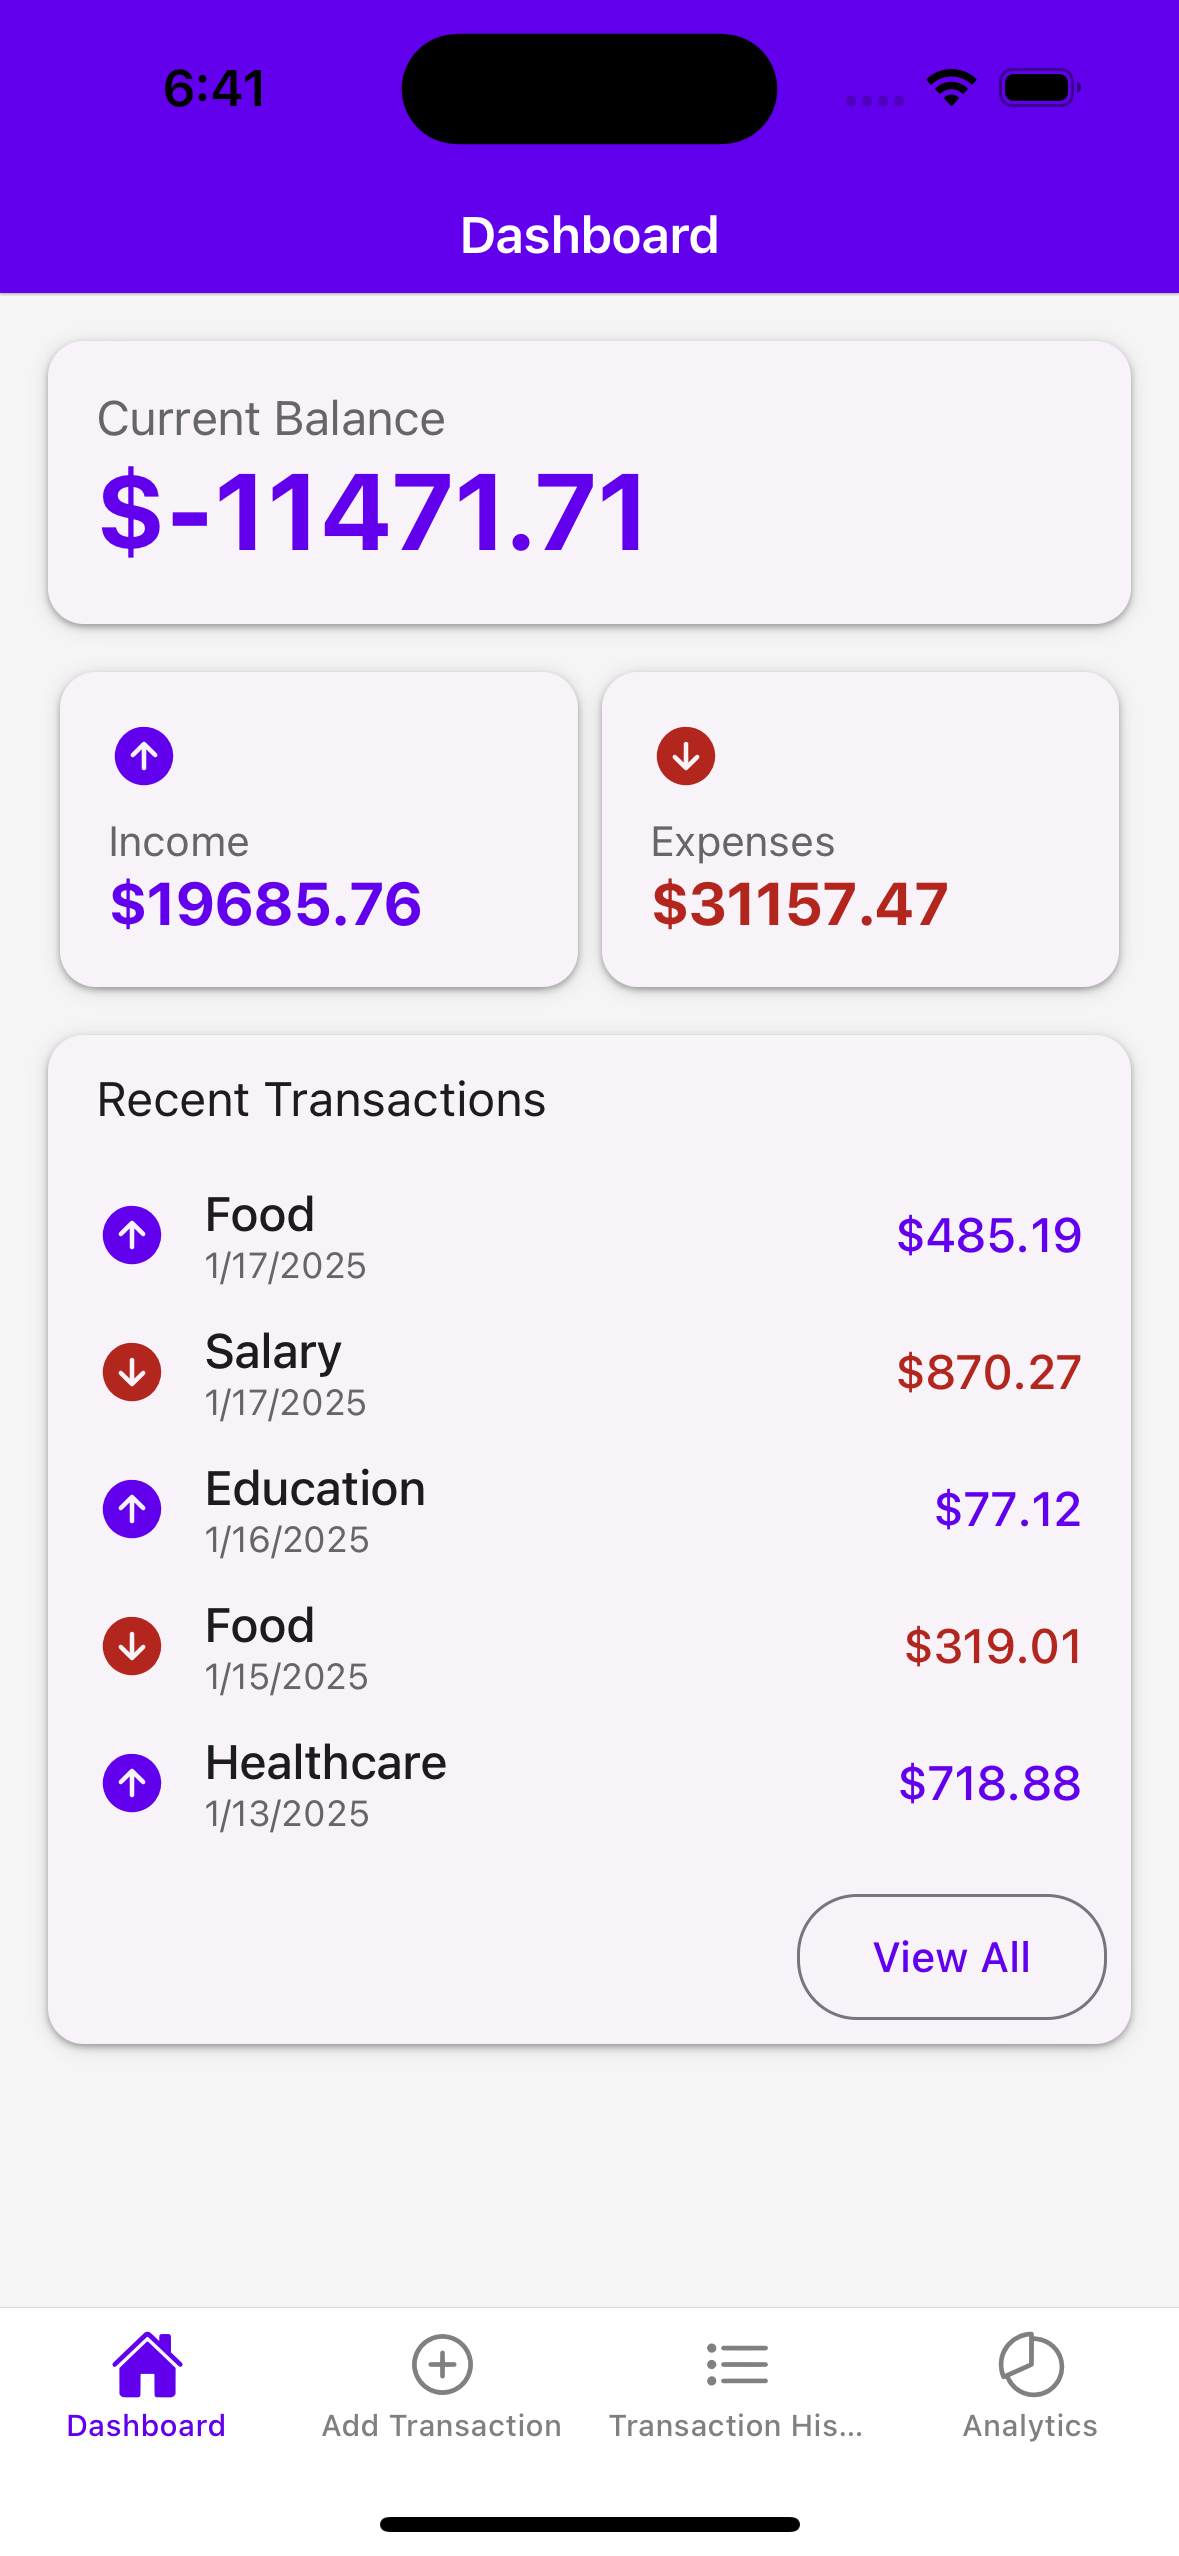 6:41
Dashboard
Current Balance
$-11471.71
Income
$19685.76
Expenses
$31157.47
Recent Transactions
Food
1/17/2025
$485.19
Salary
1/17/2025
$870.27
Education
1/16/2025
$77.12
Food
1/15/2025
$319.01
Healthcare
1/13/2025
$718.88
View All
Dashboard
Add Transaction
Transaction His...
Analytics